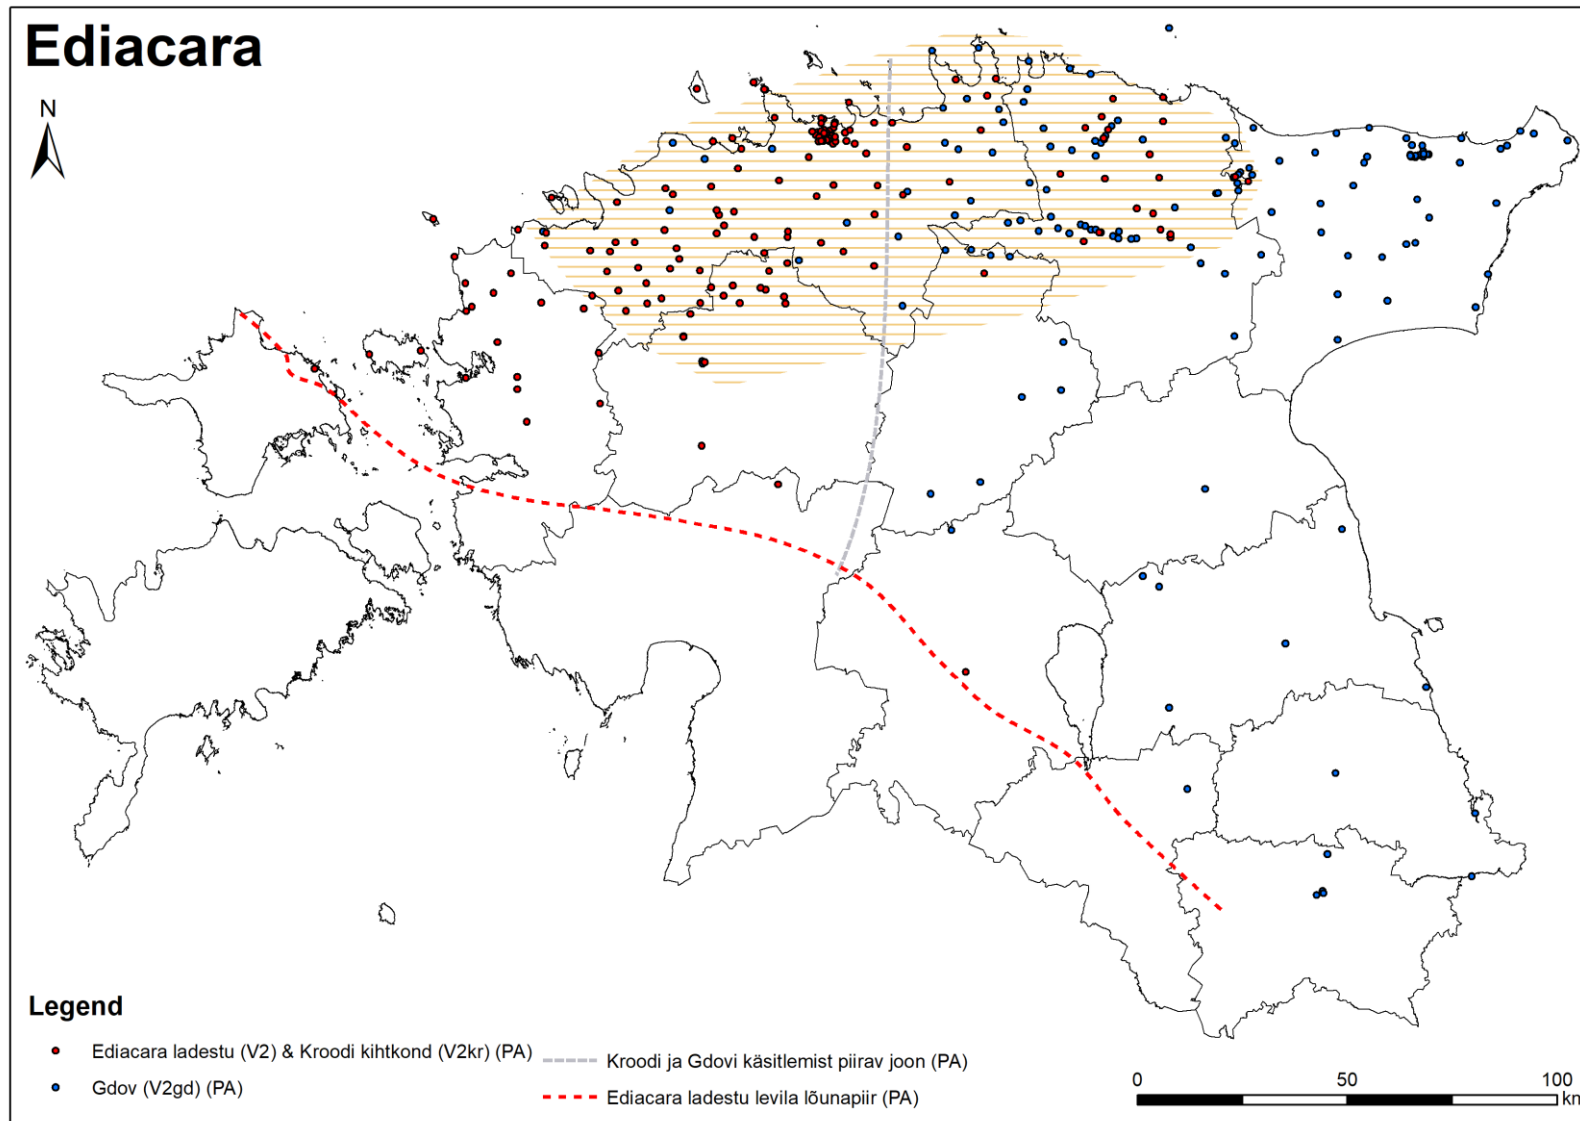 Ediacara
N
Legend
Ediacara ladestu (V2) & Kroodi kihtkond (V2kr) (PA)
Gdov (V2gd) (PA)
Kroodi ja Gdovi käsitlemist piirav joon (PA)
Ediacara ladestu levila lõunapiir (PA)
0 50 100
km